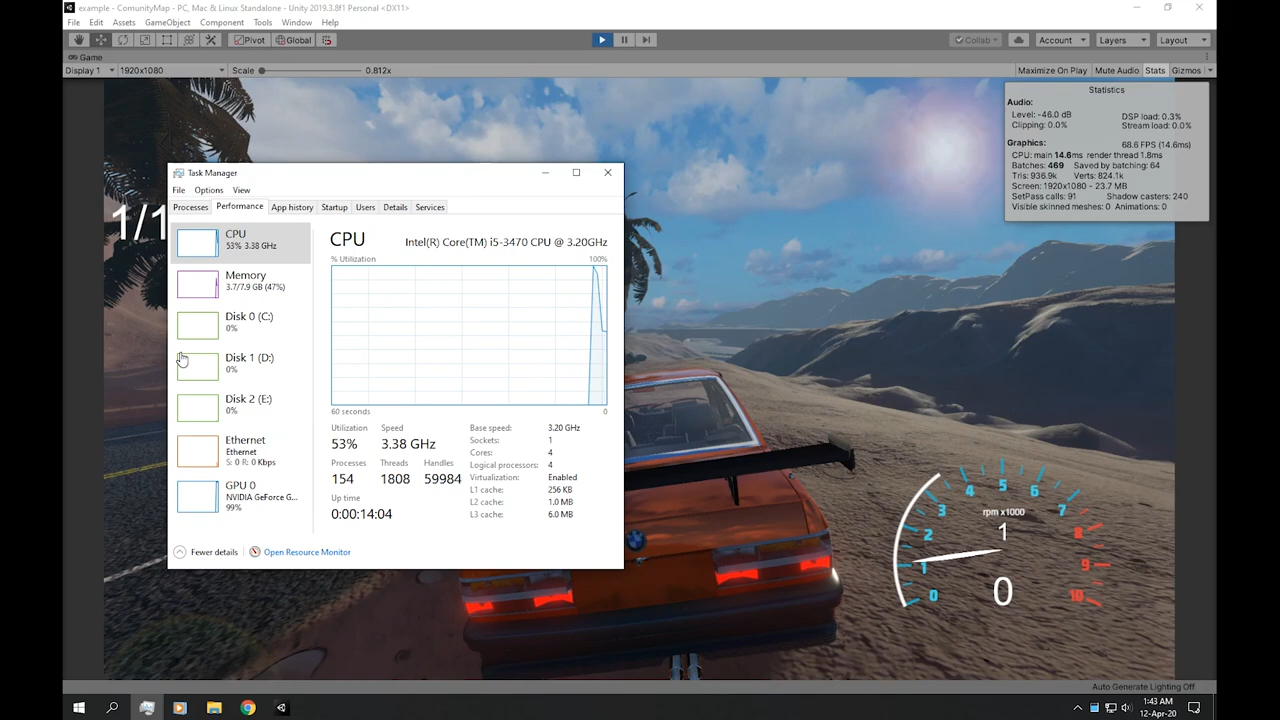 example - ComunityMap - PC, Mac & Linux Standalone - Unity 2019.3.8f1 Personal <DX11>
File Edit Assets GameObject Component Tools Window Help
Pivot Global Collab Account Layers Layout
Game
Display 1 1920x1080 Scale 0.812x Maximize On Play Mute Audio Stats Gizmos
Statistics
Audio:
Level: -46.0 dB DSP load: 0.3%
Clipping: 0.0% Stream load: 0.0%
Graphics: 68.6 FPS (14.6ms)
CPU: main 14.6ms render thread 1.8ms
Batches: 469 Saved by batching: 64
Tris: 936.9k Verts: 824.1k
Screen: 1920x1080 - 23.7 MB
SetPass calls: 91 Shadow casters: 240
Visible skinned meshes: 0 Animations: 0
1/1
Task Manager
File Options View
Processes Performance App history Startup Users Details Services
CPU
53% 3.38 GHz
Memory
3.7/7.9 GB (47%)
Disk 0 (C:)
0%
Disk 1 (D:)
0%
Disk 2 (E:)
0%
Ethernet
Ethernet
S: 0 R: 0 Kbps
GPU 0
NVIDIA GeForce G...
99%
CPU Intel(R) Core(TM) i5-3470 CPU @ 3.20GHz
% Utilization 100%
60 seconds 0
Utilization Speed
53% 3.38 GHz
Processes Threads Handles
154 1808 59984
Up time
0:00:14:04
Base speed: 3.20 GHz
Sockets: 1
Cores: 4
Logical processors: 4
Virtualization: Enabled
L1 cache: 256 KB
L2 cache: 1.0 MB
L3 cache: 6.0 MB
Fewer details Open Resource Monitor
0 1 2 3 4 5 6 7 8 9 10
rpm x1000
1
0
Auto Generate Lighting Off
1:43 AM
12-Apr-20